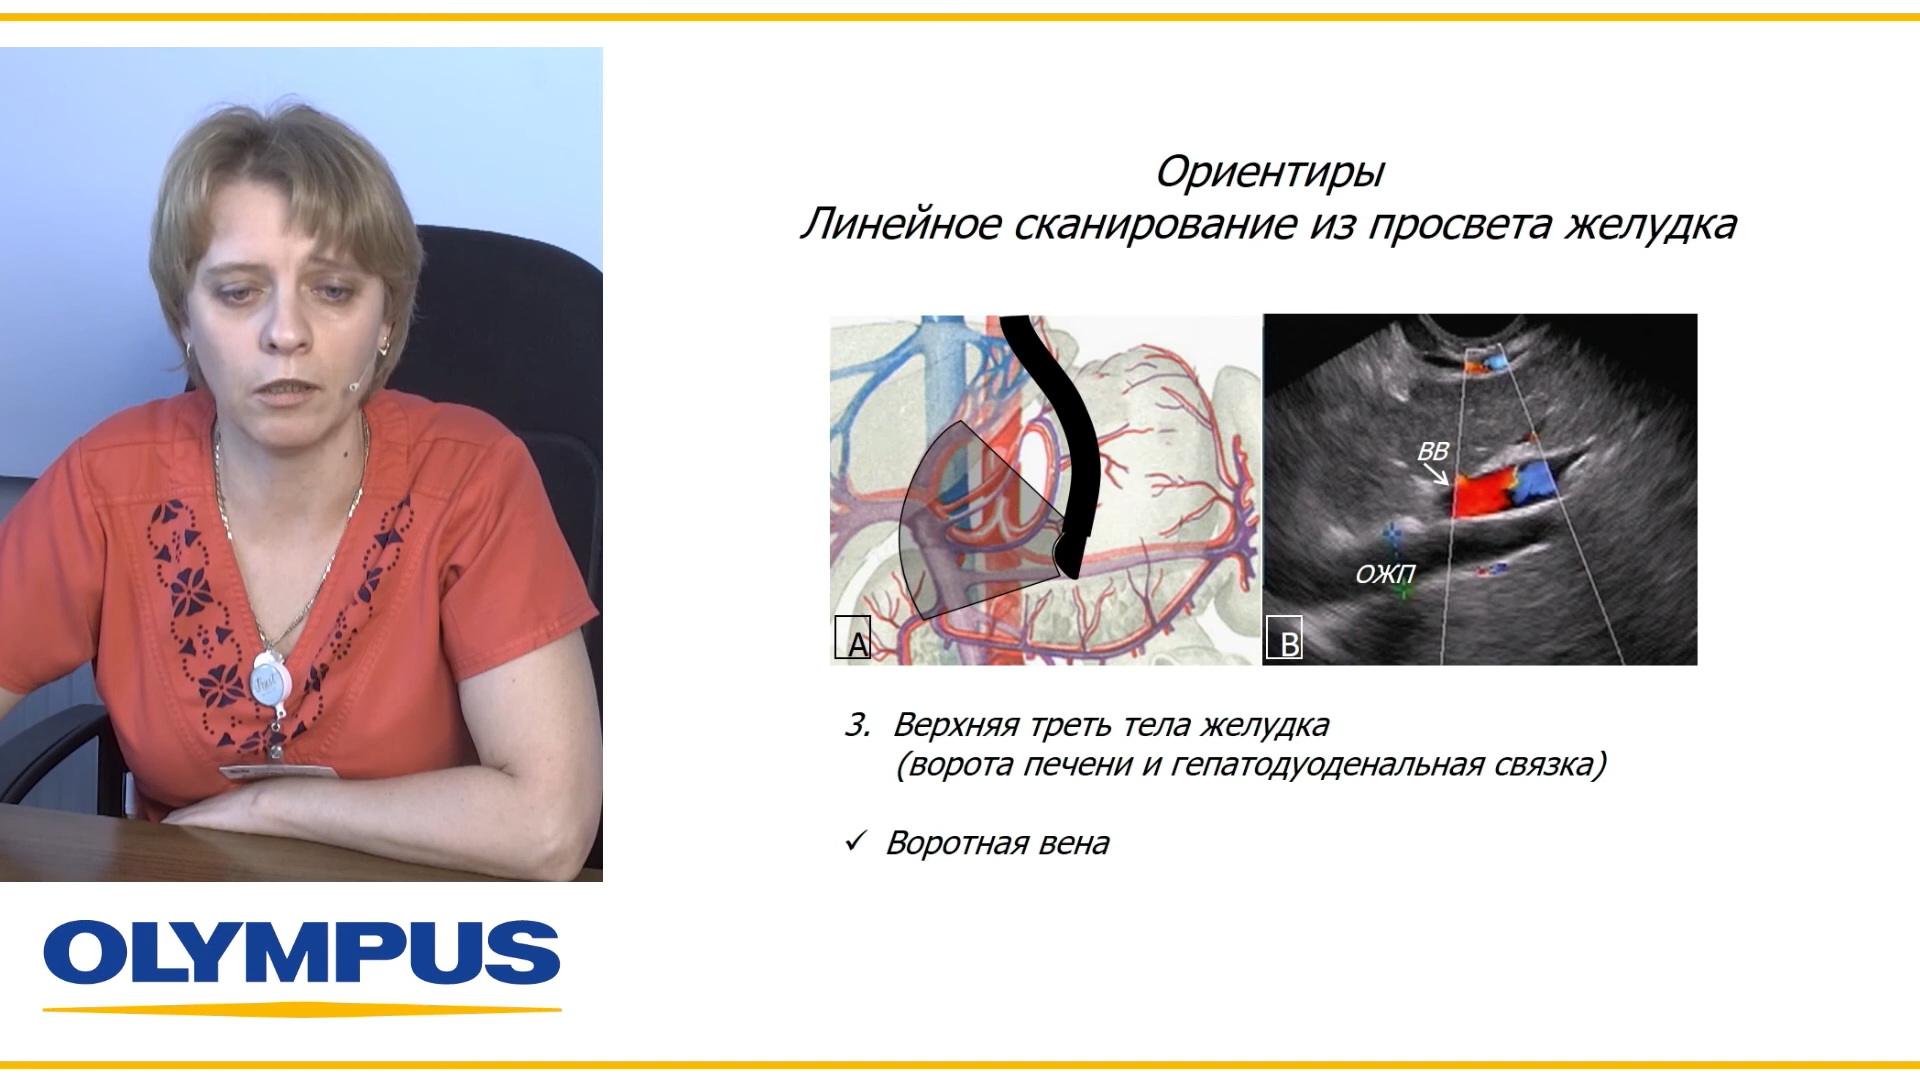 Ориентиры
Линейное сканирование из просвета желудка
ВВ
ОЖП
A
B
3. Верхняя треть тела желудка
(ворота печени и гепатодуоденальная связка)
✓ Воротная вена
OLYMPUS